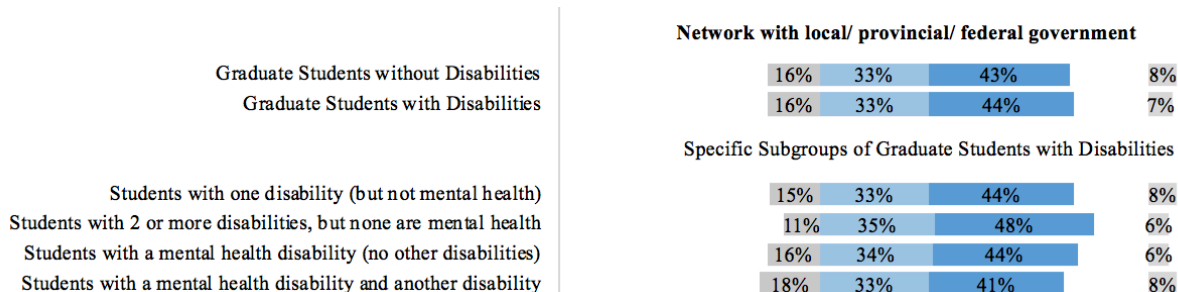 Network with local/ provincial/ federal government
Graduate Students without Disabilities 16% 33% 43% 8%
Graduate Students with Disabilities 16% 33% 44% 7%
Specific Subgroups of Graduate Students with Disabilities
Students with one disability (but not mental health) 15% 33% 44% 8%
Students with 2 or more disabilities, but none are mental health 11% 35% 48% 6%
Students with a mental health disability (no other disabilities) 16% 34% 44% 6%
Students with a mental health disability and another disability 18% 33% 41% 8%